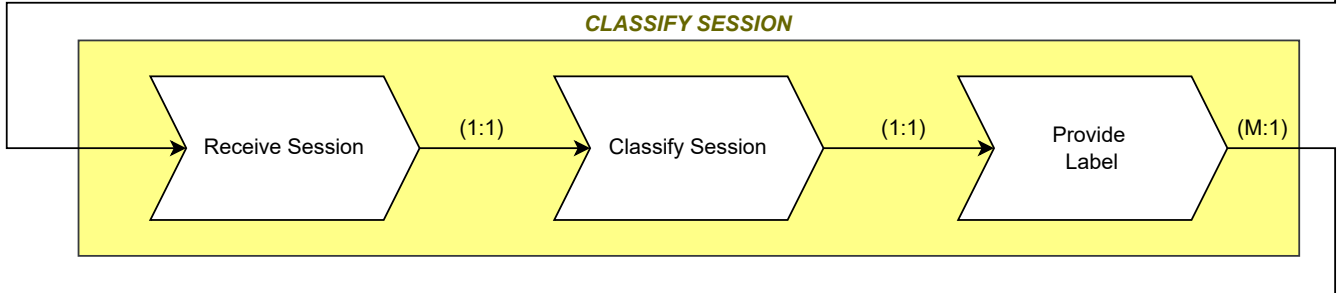 CLASSIFY SESSION
Receive Session
(1:1)
Classify Session
(1:1)
Provide
Label
(M:1)